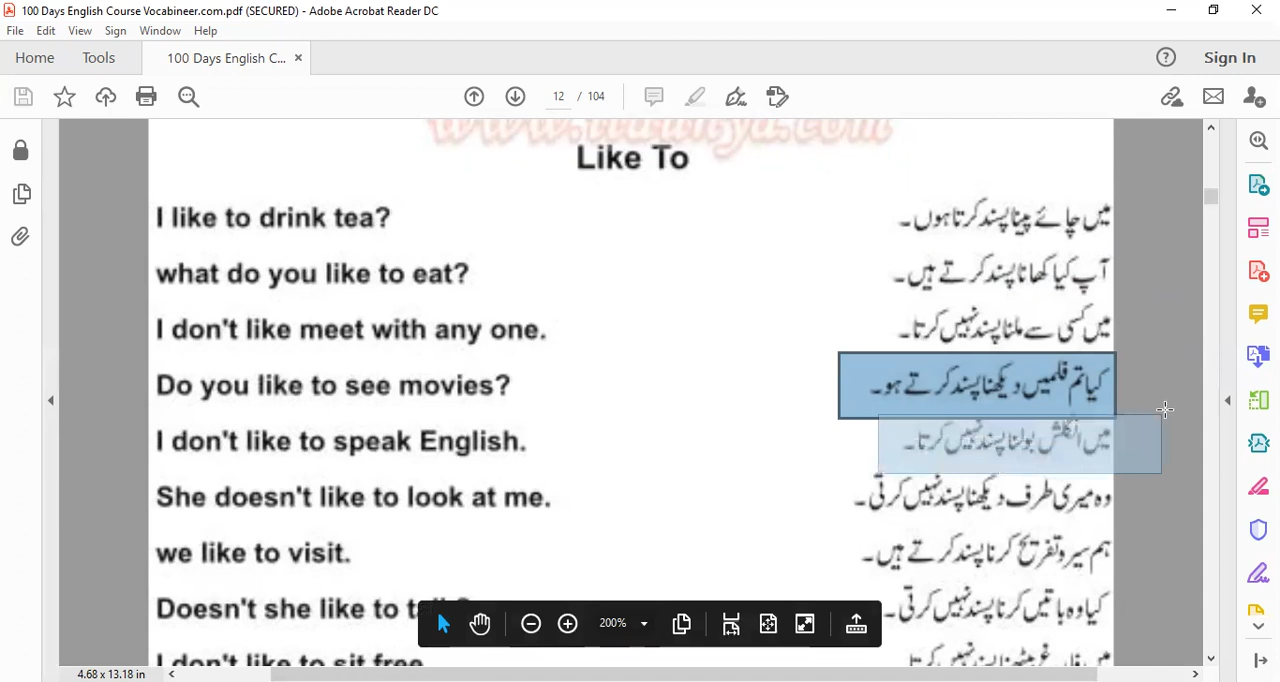 100 Days English Course Vocabineer.com.pdf (SECURED) - Adobe Acrobat Reader DC
File Edit View Sign Window Help
Home Tools 100 Days English C... × Sign In
12 / 104
Like To
I like to drink tea? میں چائے پینا پسند کرتا ہوں۔
what do you like to eat? آپ کیا کھانا پسند کرتے ہیں۔
I don't like meet with any one. میں کسی سے ملنا پسند نہیں کرتا۔
Do you like to see movies? کیا تم فلمیں دیکھنا پسند کرتے ہو۔
I don't like to speak English. میں انگلش بولنا پسند نہیں کرتا۔
She doesn't like to look at me. وہ میری طرف دیکھنا پسند نہیں کرتی۔
we like to visit. ہم سیر و تفریح کرنا پسند کرتے ہیں۔
Doesn't she like to کیا وہ باتیں کرنا پسند نہیں کرتی۔
200%
I don't like to sit free
4.68 x 13.18 in